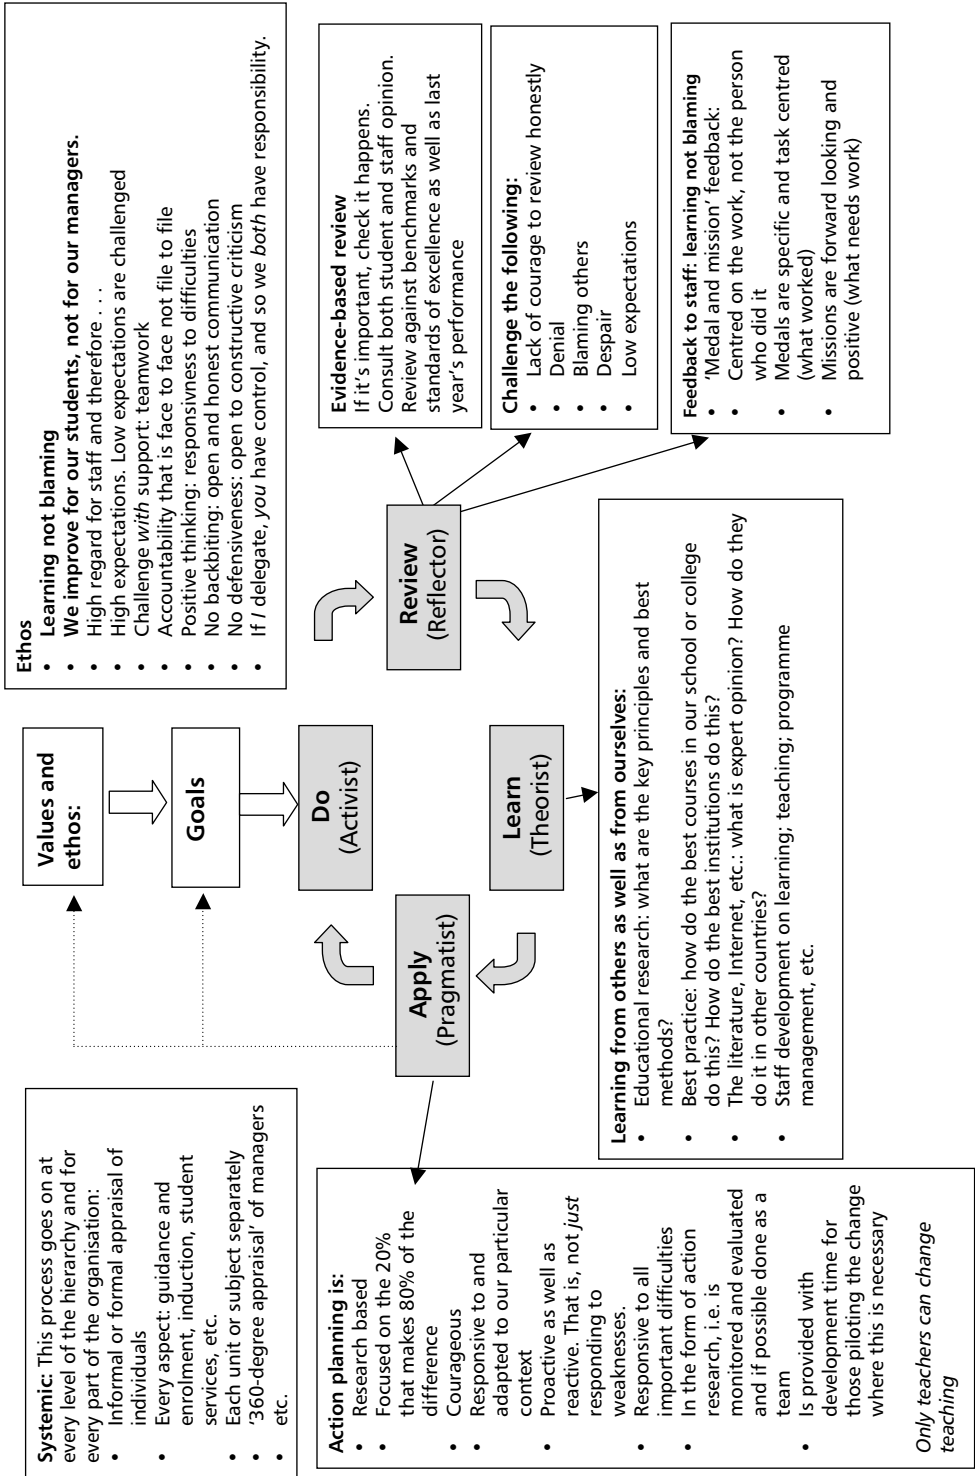 Systemic: This process goes on at
every level of the hierarchy and for
every part of the organisation:
• Informal or formal appraisal of
individuals
• Every aspect: guidance and
enrolment, induction, student
services, etc.
• Each unit or subject separately
• '360-degree appraisal' of managers
• etc.
Values and
ethos:
Goals
Do
(Activist)
Ethos
• Learning not blaming
• We improve for our students, not for our managers.
• High regard for staff and therefore . . .
• High expectations. Low expectations are challenged
• Challenge with support: teamwork
• Accountability that is face to face not file to file
• Positive thinking: responsiveness to difficulties
• No backbiting: open and honest communication
• No defensiveness: open to constructive criticism
• If I delegate, you have control, and so we both have responsibility.
Apply
(Pragmatist)
Review
(Reflector)
Learn
(Theorist)
Action planning is:
• Research based
• Focused on the 20%
that makes 80% of the
difference
• Courageous
• Responsive to and
adapted to our particular
context
• Proactive as well as
reactive. That is, not just
responding to
weaknesses.
• Responsive to all
important difficulties
• In the form of action
research, i.e. is
monitored and evaluated
and if possible done as a
team
• Is provided with
development time for
those piloting the change
where this is necessary
Only teachers can change
teaching
Learning from others as well as from ourselves:
• Educational research: what are the key principles and best
methods?
• Best practice: how do the best courses in our school or college
do this? How do the best institutions do this?
• The literature, Internet, etc.: what is expert opinion? How do they
do it in other countries?
• Staff development on learning; teaching; programme
management, etc.
Evidence-based review
If it's important, check it happens.
Consult both student and staff opinion.
Review against benchmarks and
standards of excellence as well as last
year's performance
Challenge the following:
• Lack of courage to review honestly
• Denial
• Blaming others
• Despair
• Low expectations
Feedback to staff: learning not blaming
• 'Medal and mission' feedback:
• Centred on the work, not the person
who did it
• Medals are specific and task centred
(what worked)
• Missions are forward looking and
positive (what needs work)